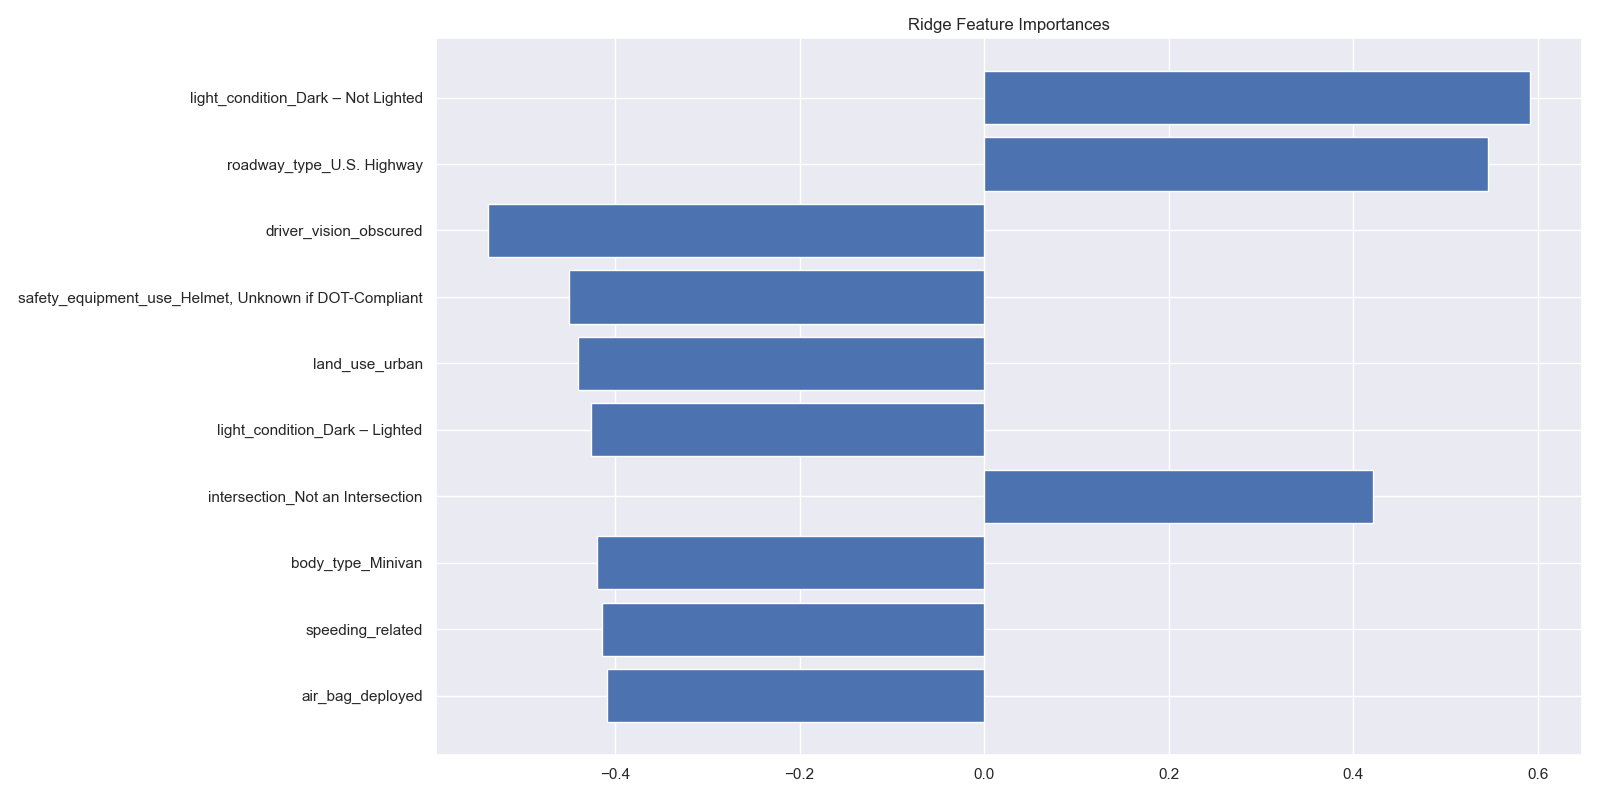 Ridge Feature Importances
light_condition_Dark – Not Lighted
roadway_type_U.S. Highway
driver_vision_obscured
safety_equipment_use_Helmet, Unknown if DOT-Compliant
land_use_urban
light_condition_Dark – Lighted
intersection_Not an Intersection
body_type_Minivan
speeding_related
air_bag_deployed
−0.4 −0.2 0.0 0.2 0.4 0.6